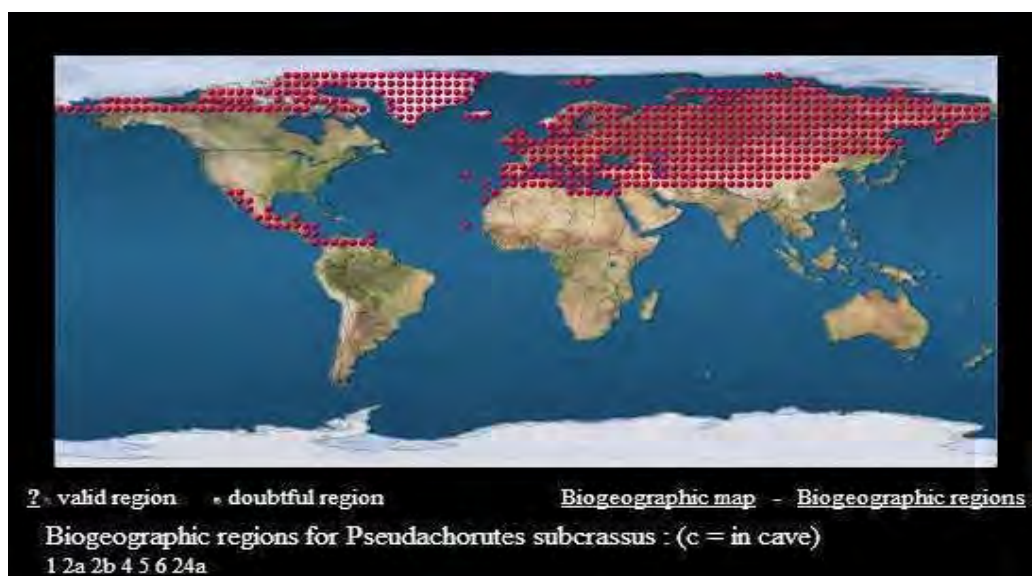 ? - valid region - doubtful region Biogeographic map - Biogeographic regions
Biogeographic regions for Pseudachorutes subcrassus : (c = in cave)
1 2a 2b 4 5 6 24a